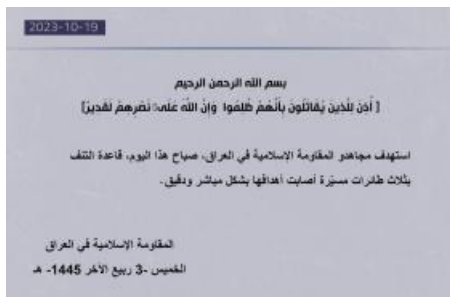 2023-10-19
بسم الله الرحمن الرحيم
[ أُذِنَ لِلَّذِينَ يُقَاتَلُونَ بِأَنَّهُمْ ظُلِمُوا وَإِنَّ اللَّهَ عَلَىٰ نَصْرِهِمْ لَقَدِيرٌ]
استهدف مجاهدو المقاومة الإسلامية في العراق، صباح هذا اليوم، قاعدة التنف
بثلاث طائرات مسيّرة أصابت أهدافها بشكل مباشر ودقيق.
المقاومة الإسلامية في العراق
الخميس -3 ربيع الآخر 1445- هـ